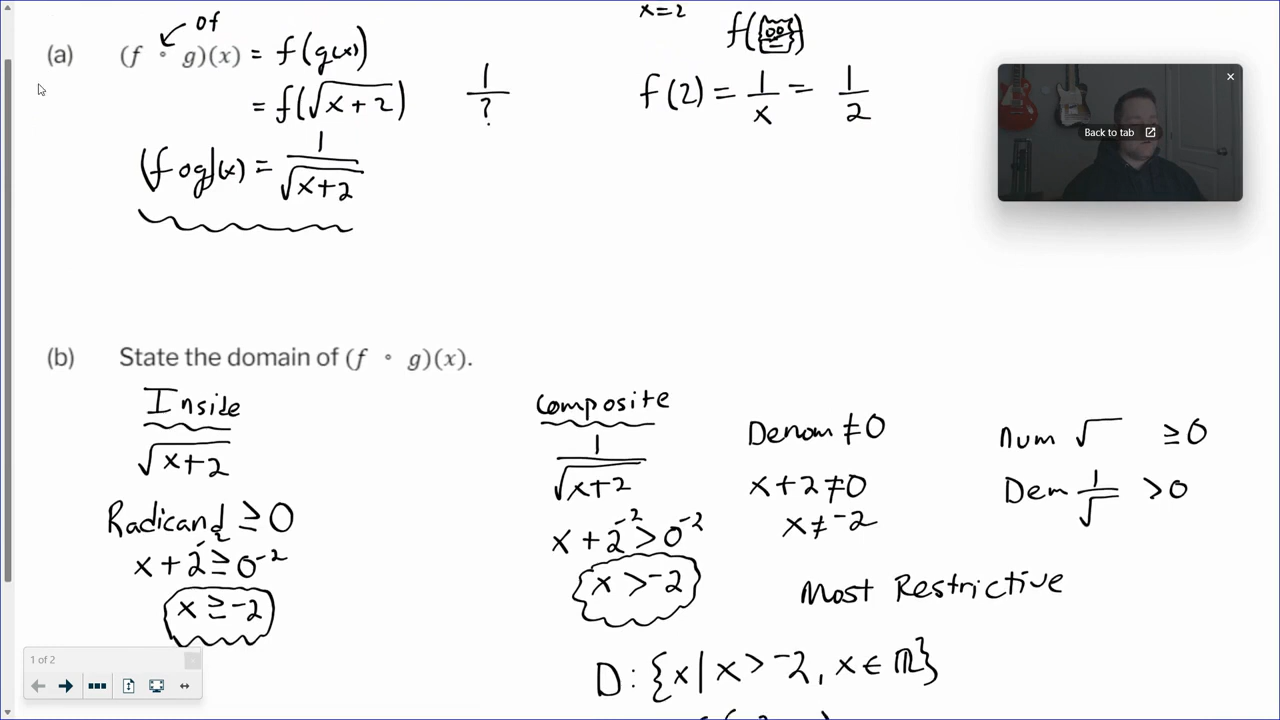 of
x=2
f( )
(a) (f ∘ g)(x) = f(g(x))
= f(√(x+2))
1/?
f(2) = 1/x = 1/2
(f∘g)(x) = 1/√(x+2)
Back to tab
(b) State the domain of (f ∘ g)(x).
Inside
√(x+2)
Radicand ≥ 0
x + 2 ≥ 0
-2 -2
x ≥ -2
Composite
1/√(x+2)
x + 2 > 0
-2 -2
x > -2
Denom ≠ 0
x + 2 ≠ 0
x ≠ -2
num √ ≥ 0
Dem 1/√ > 0
Most Restrictive
D: {x | x > -2, x ∈ ℝ}
1 of 2